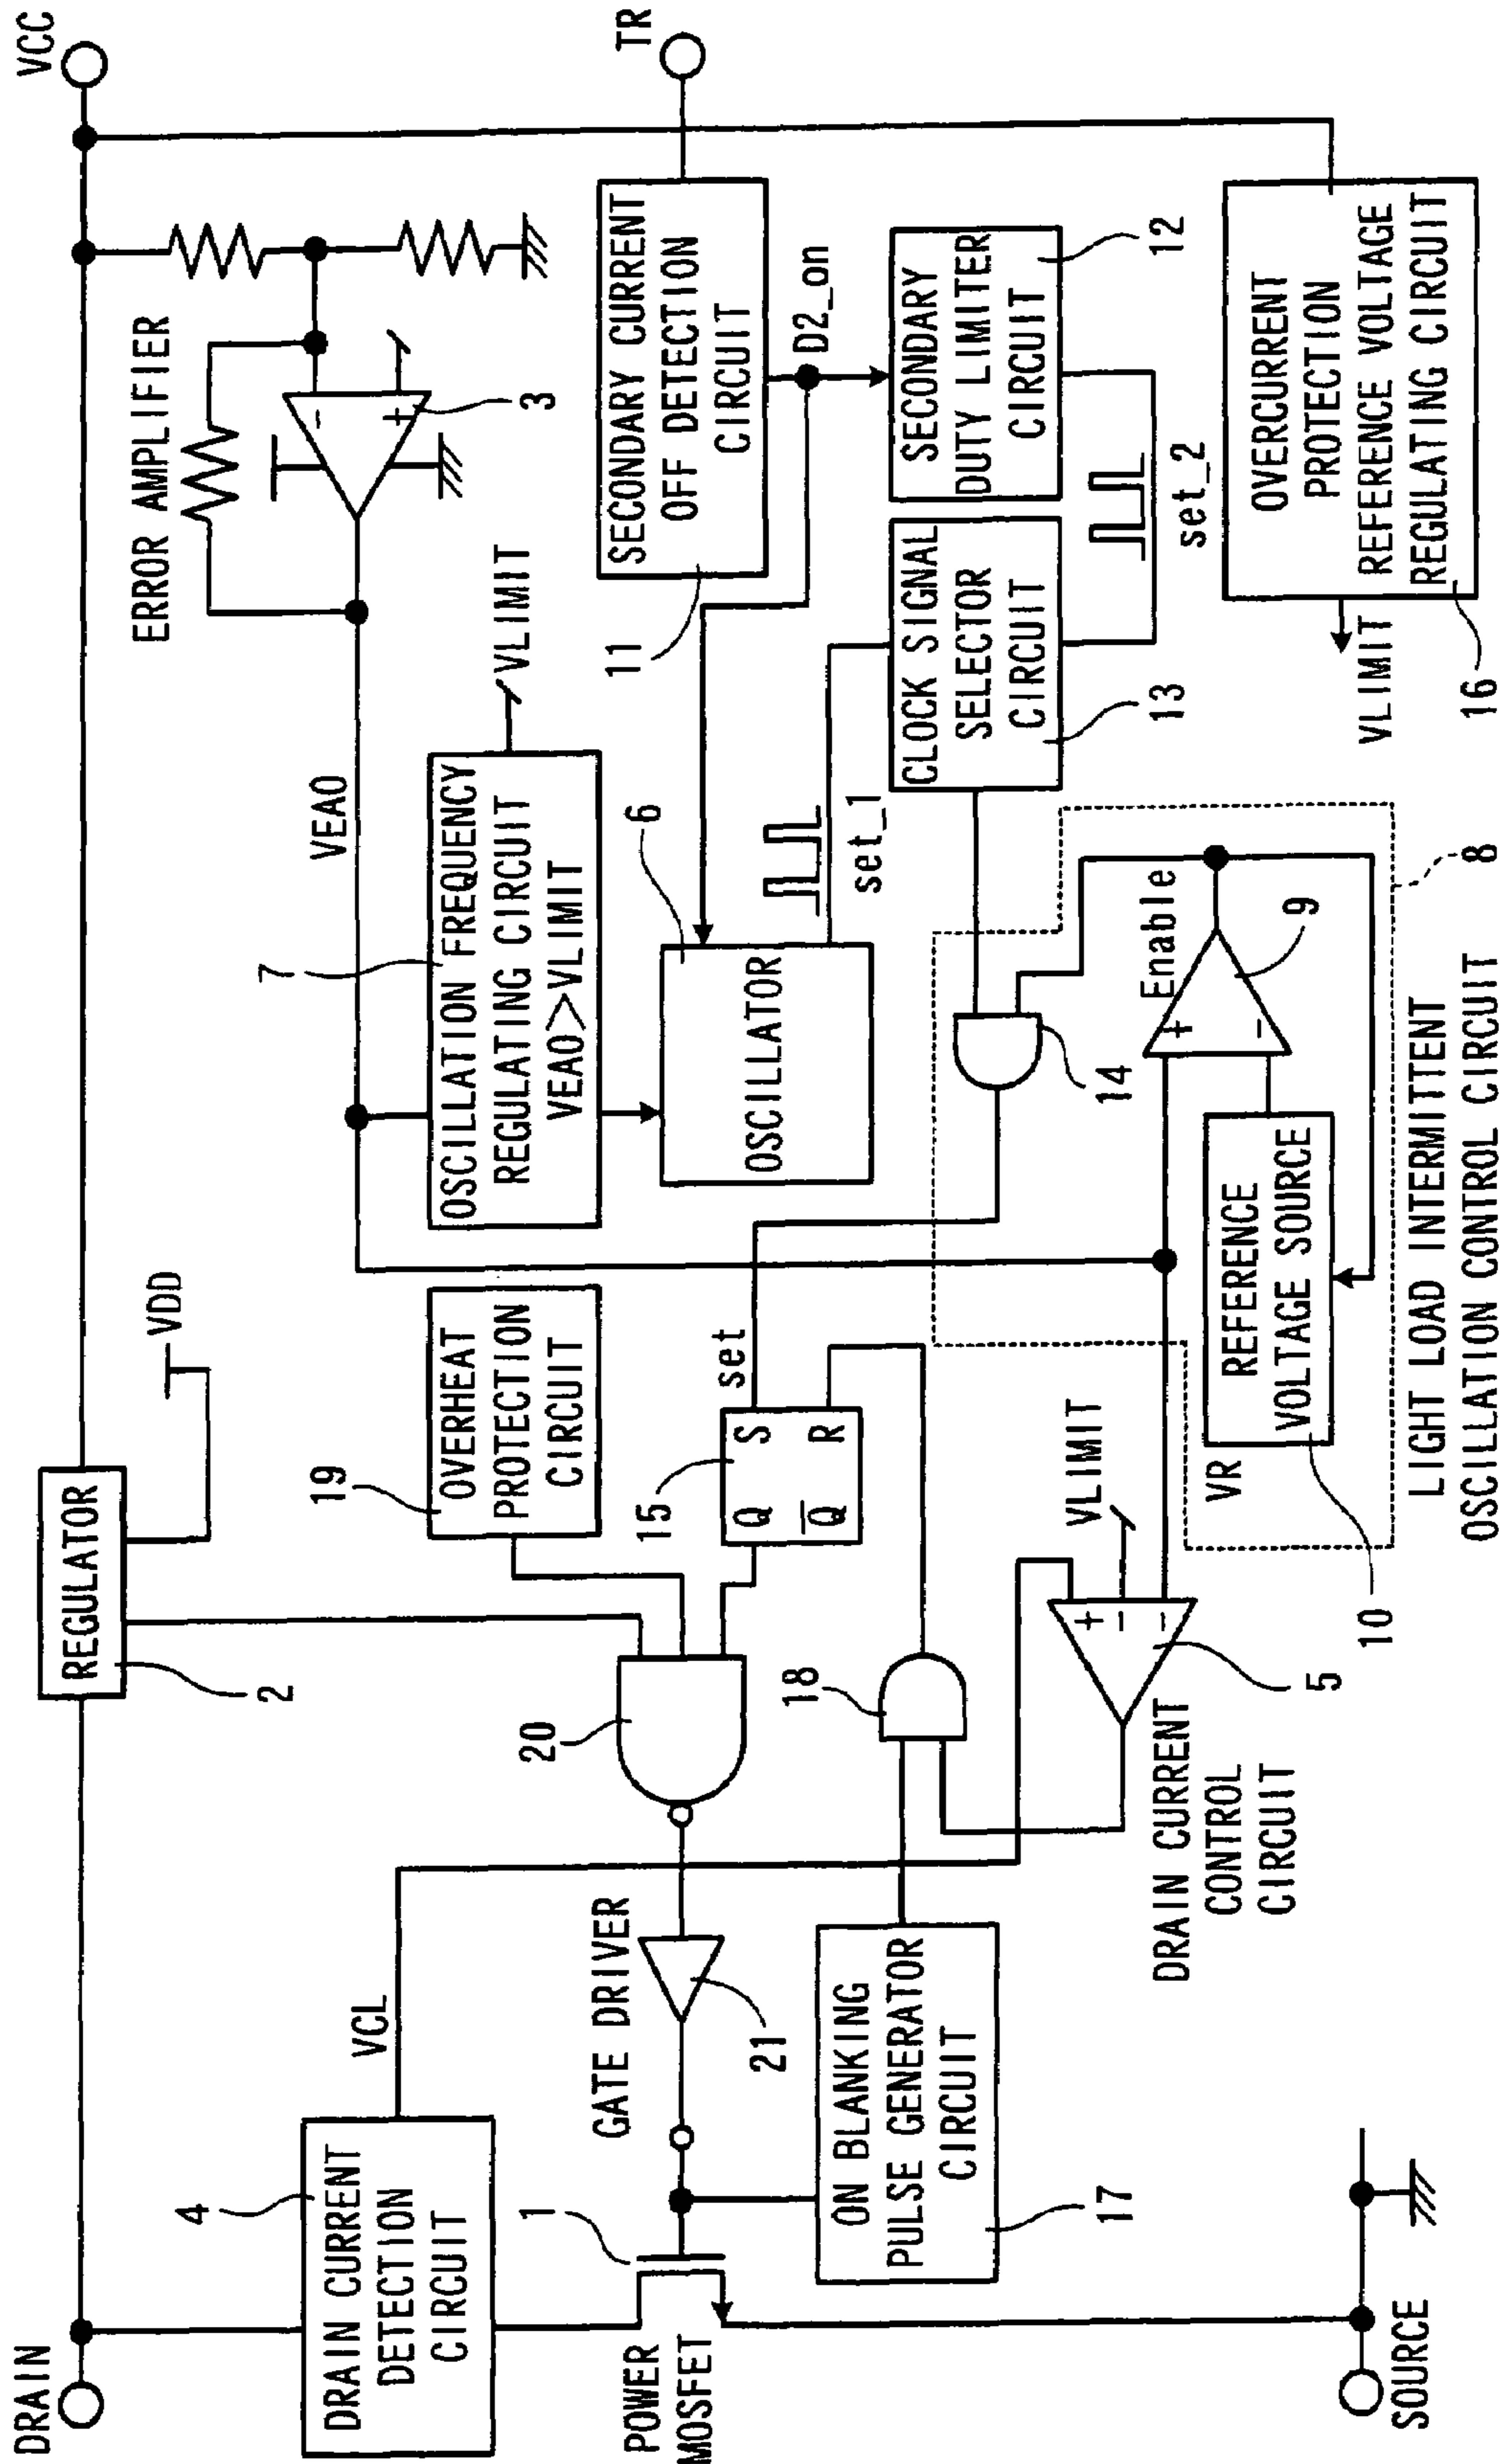 DRAIN
VCC
REGULATOR
2
VDD
ERROR AMPLIFIER
-
+
3
VEAO
4
DRAIN CURRENT
DETECTION
CIRCUIT
VCL
19
OVERHEAT
PROTECTION
CIRCUIT
7
OSCILLATION FREQUENCY
REGULATING CIRCUIT
VEAO>VLIMIT
VLIMIT
TR
SECONDARY CURRENT
OFF DETECTION
CIRCUIT
11
D2_on
1
POWER
MOSFET
GATE DRIVER
21
20
15
Q
S
Q
R
set
6
OSCILLATOR
set_1
SECONDARY
DUTY LIMITER
CIRCUIT
12
CLOCK SIGNAL
SELECTOR
CIRCUIT
13
set_2
ON BLANKING
PULSE GENERATOR
CIRCUIT
17
18
14
VLIMIT
+
-
-
5
DRAIN CURRENT
CONTROL
CIRCUIT
Enable
+
-
9
REFERENCE
VOLTAGE SOURCE
VR
10
8
LIGHT LOAD INTERMITTENT
OSCILLATION CONTROL CIRCUIT
OVERCURRENT
PROTECTION
REFERENCE VOLTAGE
REGULATING CIRCUIT
VLIMIT
16
SOURCE